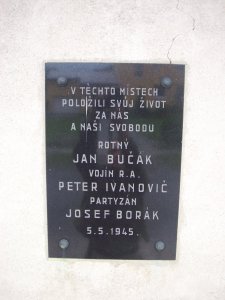 V TĚCHTO MÍSTECH
POLOŽILI SVŮJ ŽIVOT
ZA NÁS
A NAŠI SVOBODU
ROTNÝ
JAN BUČÁK
VOJÍN R.A.
PETER IVANOVIČ
PARTYZÁN
JOSEF BORÁK
5.5.1945.